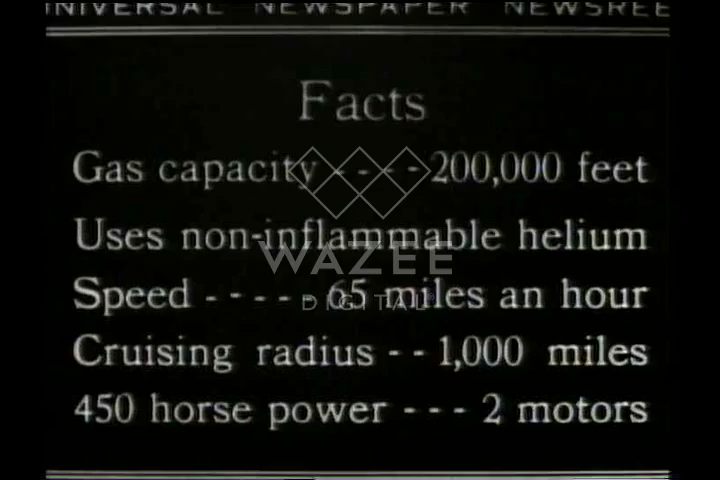 UNIVERSAL NEWSPAPER NEWSREE
Facts
Gas capacity - - - - 200,000 feet
Uses non-inflammable helium
WAZEE
Speed - - - - - 65 miles an hour
DIGITAL
Cruising radius - - 1,000 miles
450 horse power - - - 2 motors